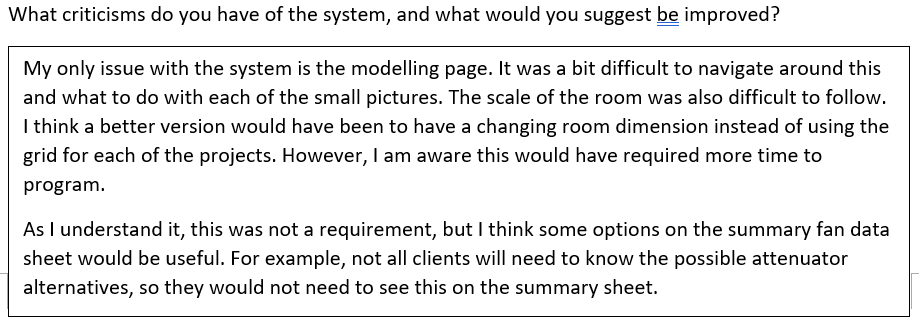 What criticisms do you have of the system, and what would you suggest be improved?
My only issue with the system is the modelling page. It was a bit difficult to navigate around this
and what to do with each of the small pictures. The scale of the room was also difficult to follow.
I think a better version would have been to have a changing room dimension instead of using the
grid for each of the projects. However, I am aware this would have required more time to
program.
As I understand it, this was not a requirement, but I think some options on the summary fan data
sheet would be useful. For example, not all clients will need to know the possible attenuator
alternatives, so they would not need to see this on the summary sheet.